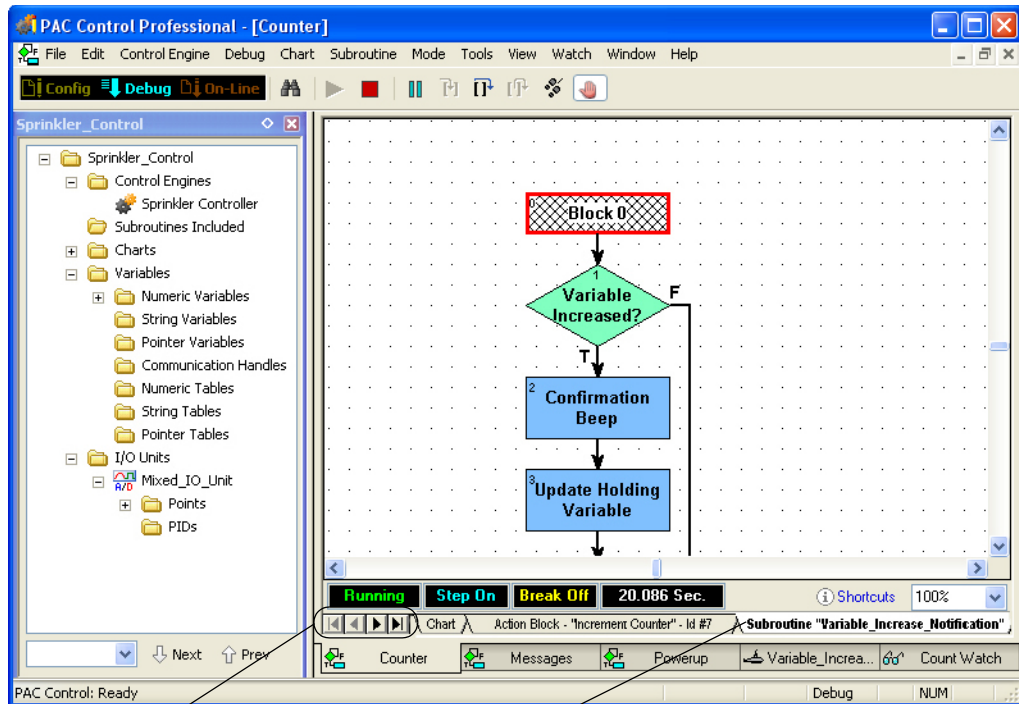 PAC Control Professional - [Counter]
File Edit Control Engine Debug Chart Subroutine Mode Tools View Watch Window Help
Config Debug On-Line
Sprinkler_Control
Sprinkler_Control
Control Engines
Sprinkler Controller
Subroutines Included
Charts
Variables
Numeric Variables
String Variables
Pointer Variables
Communication Handles
Numeric Tables
String Tables
Pointer Tables
I/O Units
A/D
Mixed_IO_Unit
Points
PIDs
0
Block 0
1
Variable
Increased?
F
T
2
Confirmation
Beep
3
Update Holding
Variable
Running Step On Break Off 20.086 Sec. Shortcuts 100%
Chart Action Block - "Increment Counter" - Id #7 Subroutine "Variable_Increase_Notification"
Next Prev
Counter Messages Powerup Variable_Increa... Count Watch
PAC Control: Ready Debug NUM